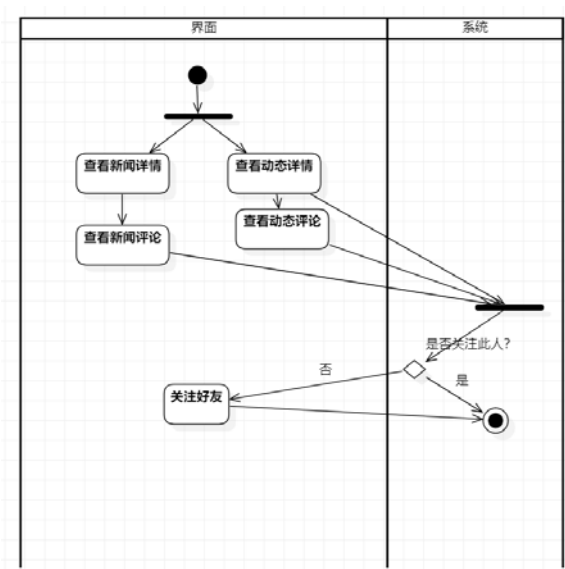 界面
系统
查看新闻详情
查看动态详情
查看动态评论
查看新闻评论
是否关注此人?
否
是
关注好友